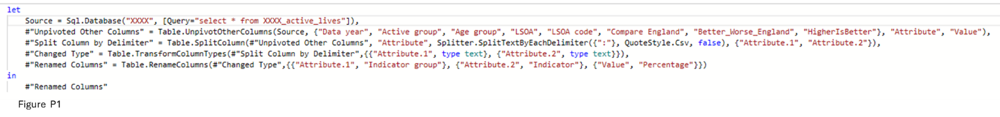 let
Source = Sql.Database("XXXX", [Query="select * from XXXX_active_lives"]),
#"Unpivoted Other Columns" = Table.UnpivotOtherColumns(Source, {"Data year", "Active group", "Age group", "LSOA", "LSOA code", "Compare England", "Better_Worse_England", "HigherIsBetter"}, "Attribute", "Value"),
#"Split Column by Delimiter" = Table.SplitColumn(#"Unpivoted Other Columns", "Attribute", Splitter.SplitTextByEachDelimiter({":"}, QuoteStyle.Csv, false), {"Attribute.1", "Attribute.2"}),
#"Changed Type" = Table.TransformColumnTypes(#"Split Column by Delimiter",{{"Attribute.1", type text}, {"Attribute.2", type text}}),
#"Renamed Columns" = Table.RenameColumns(#"Changed Type",{{"Attribute.1", "Indicator group"}, {"Attribute.2", "Indicator"}, {"Value", "Percentage"}})
in
#"Renamed Columns"
Figure P1